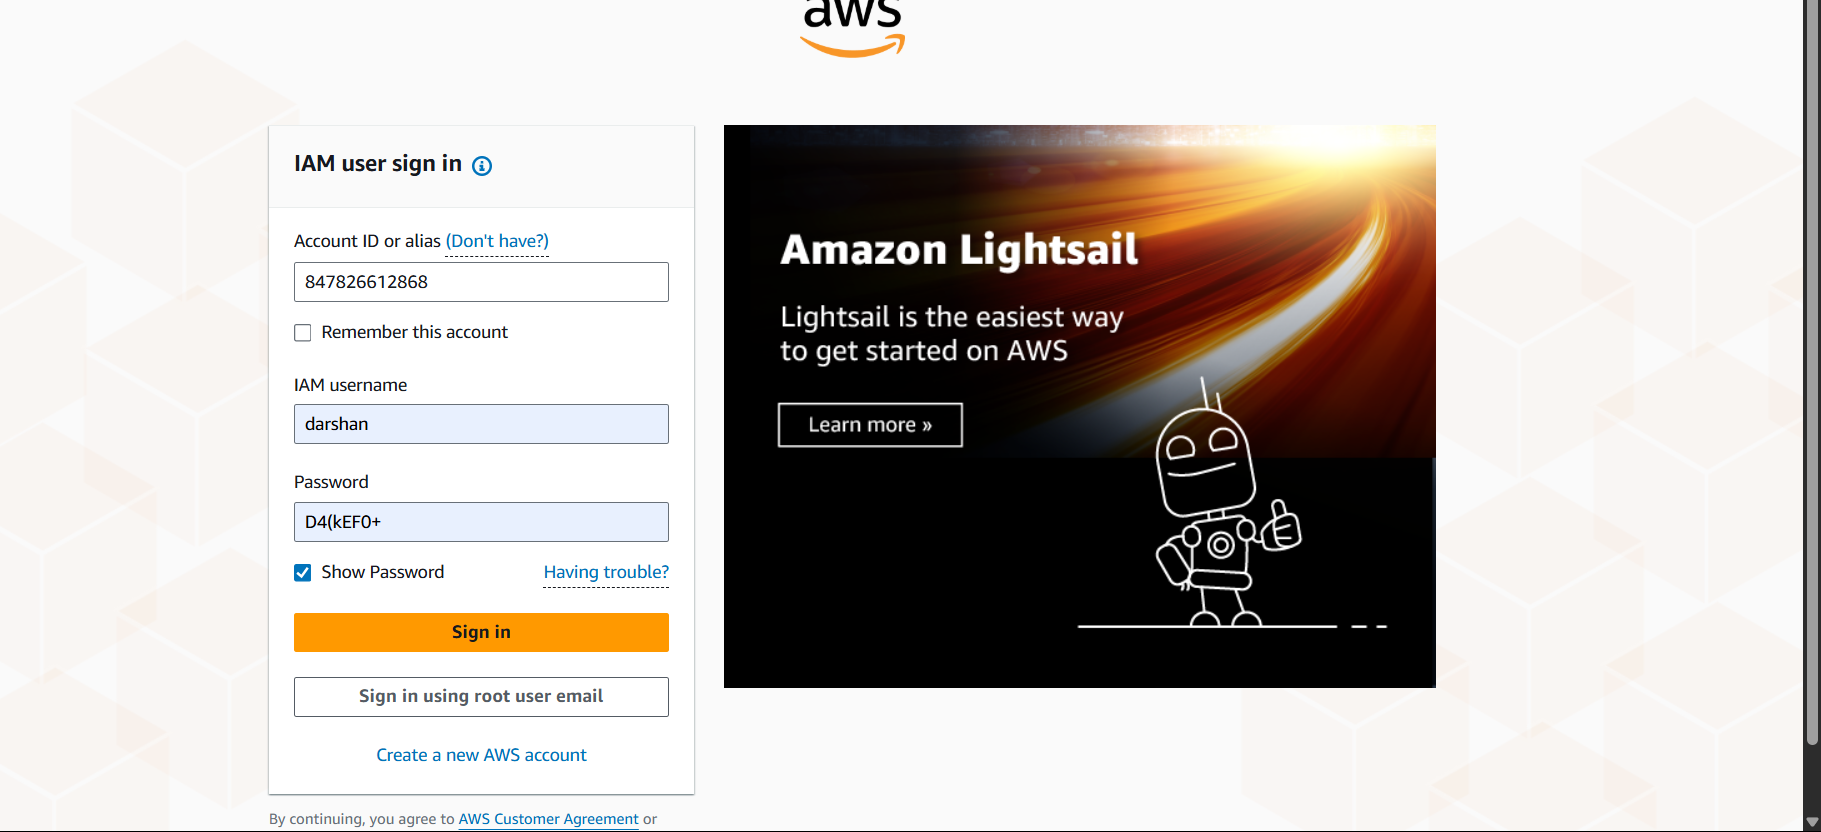 aws
IAM user sign in
Account ID or alias (Don't have?)
847826612868
Remember this account
IAM username
darshan
Password
D4(kEF0+
Show Password Having trouble?
Sign in
Sign in using root user email
Create a new AWS account
By continuing, you agree to AWS Customer Agreement or
Amazon Lightsail
Lightsail is the easiest way
to get started on AWS
Learn more »